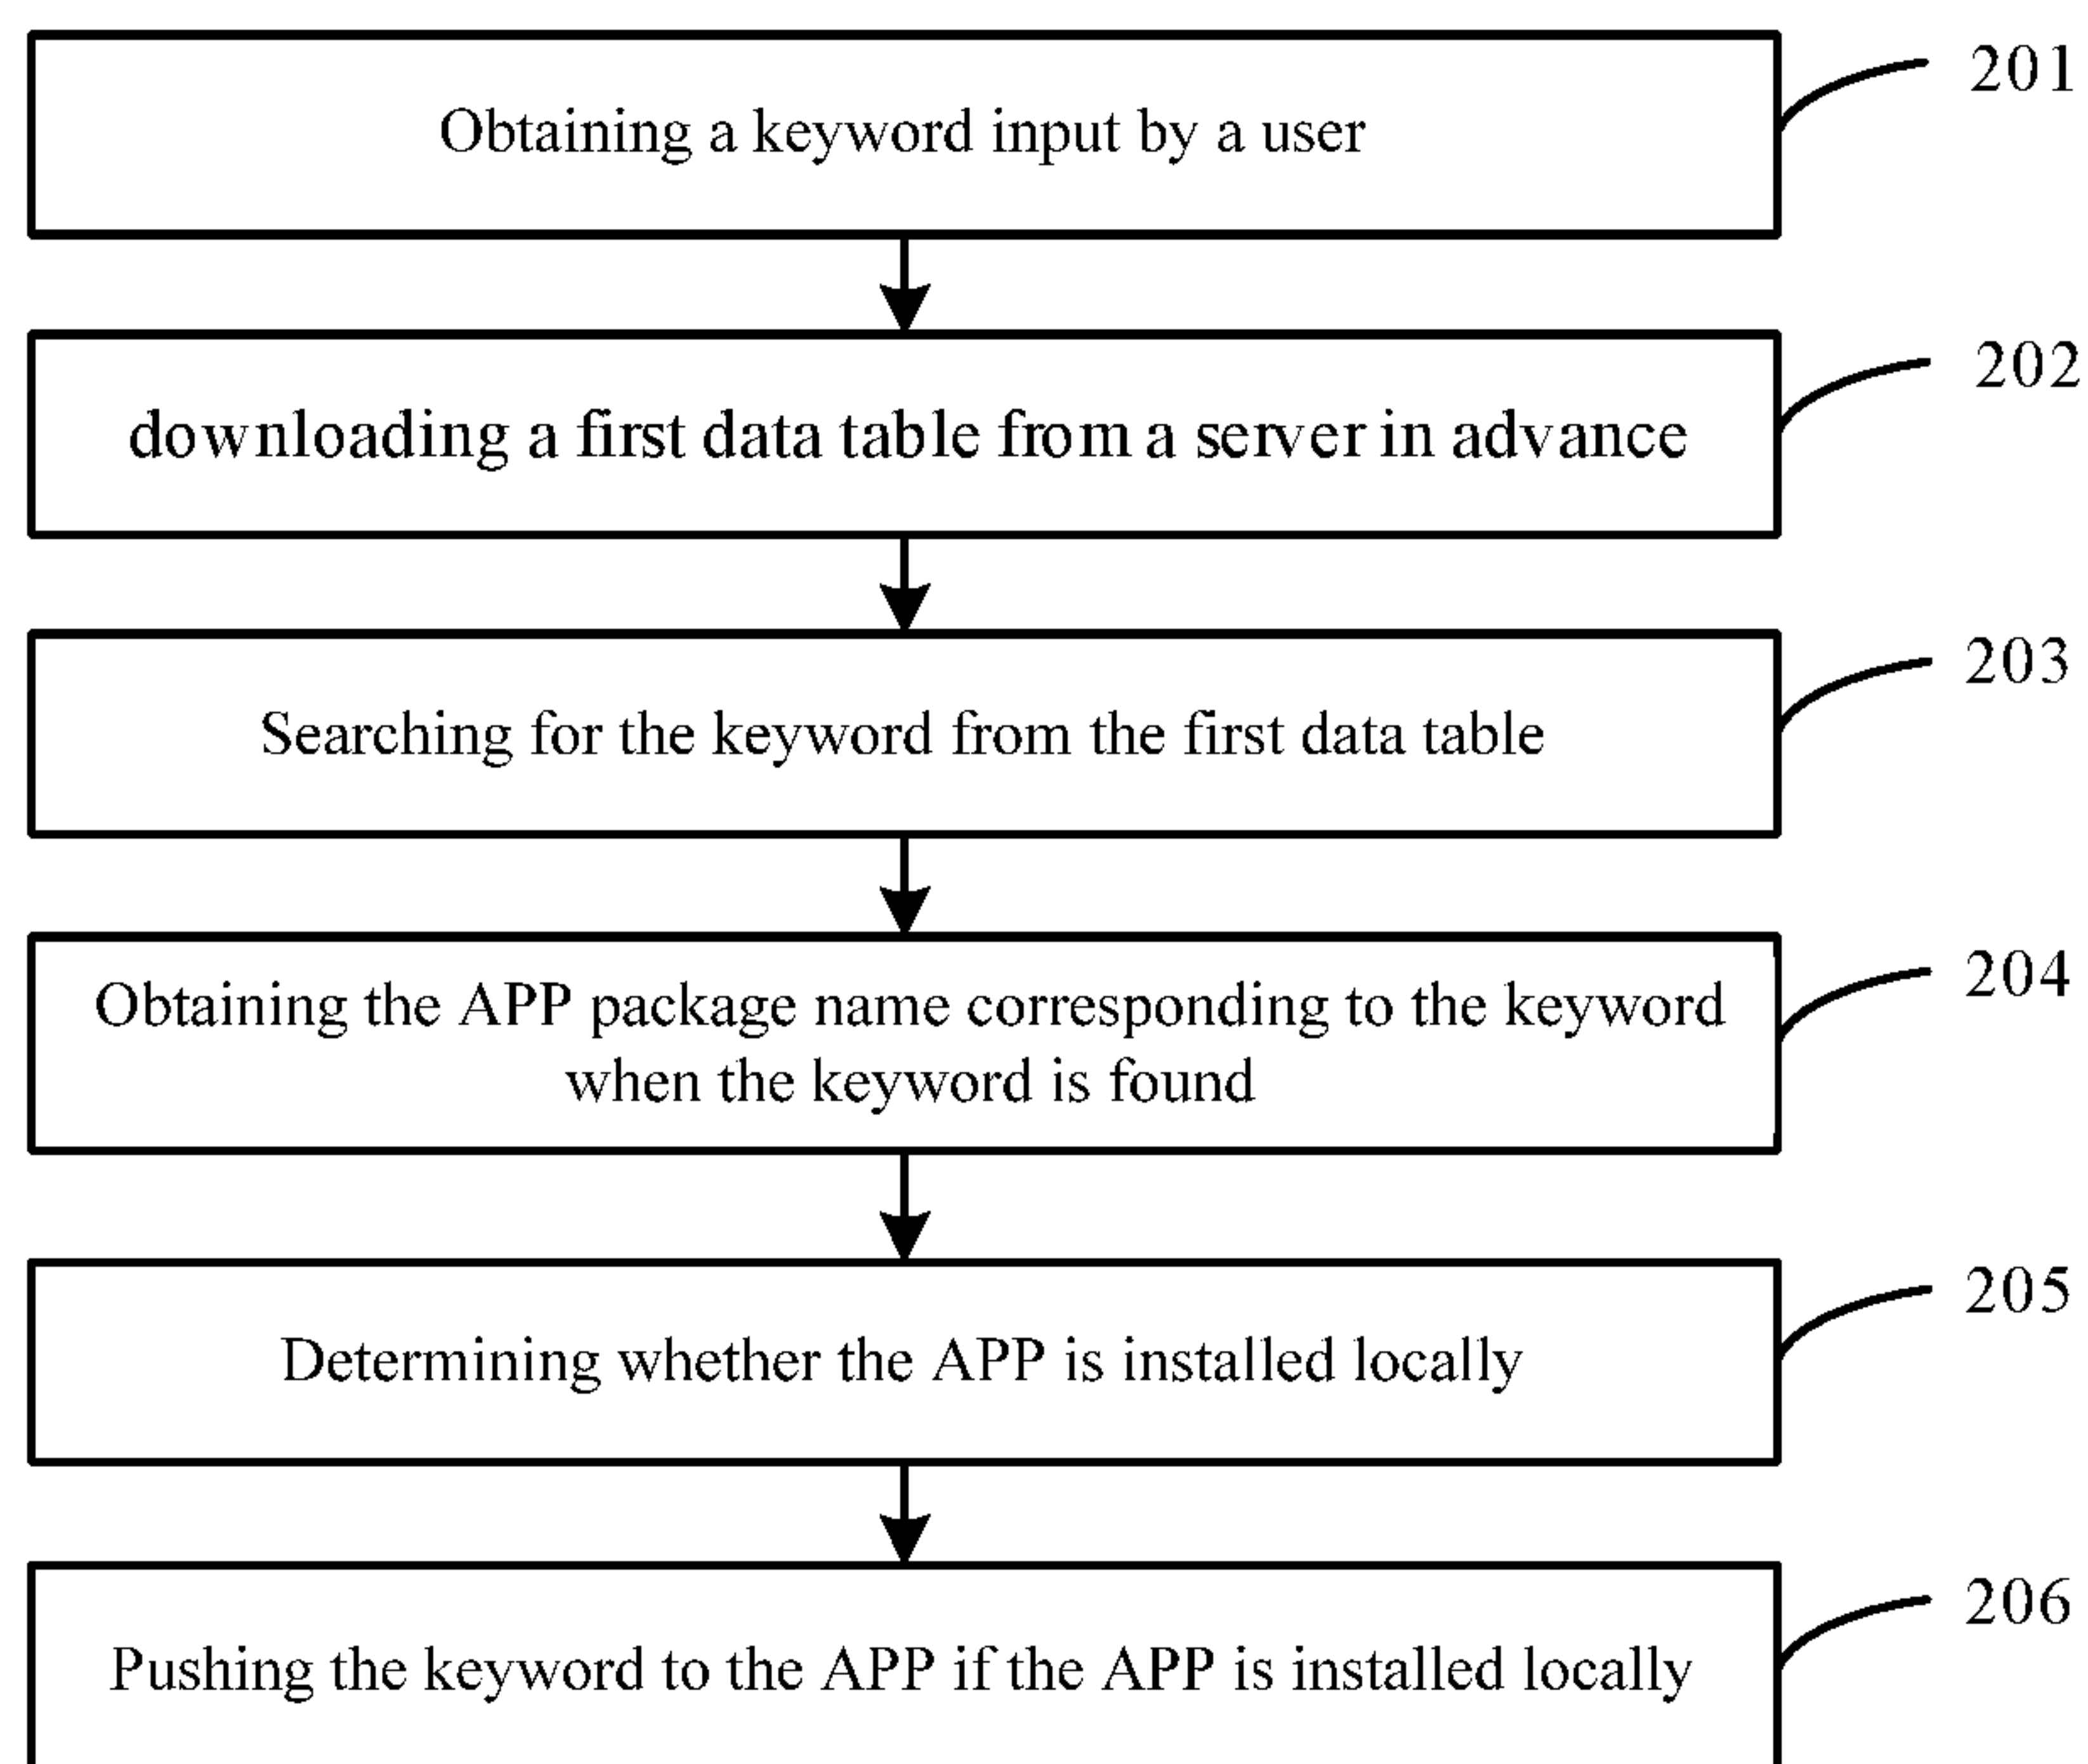 Obtaining a keyword input by a user
201
downloading a first data table from a server in advance
202
Searching for the keyword from the first data table
203
Obtaining the APP package name corresponding to the keyword
when the keyword is found
204
Determining whether the APP is installed locally
205
Pushing the keyword to the APP if the APP is installed locally
206